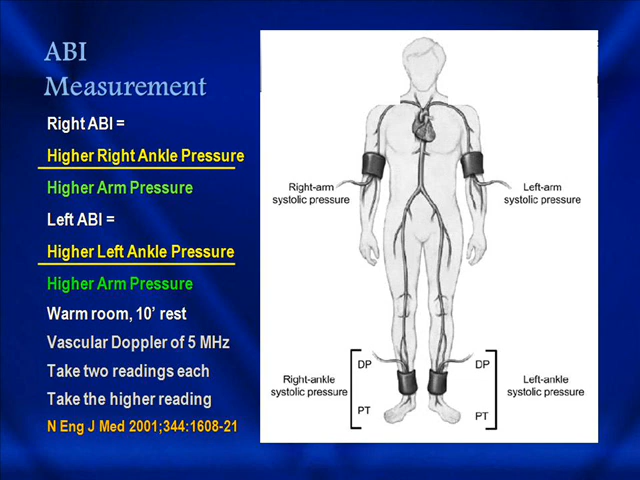 ABI
Measurement
Right ABI =
Higher Right Ankle Pressure
Higher Arm Pressure
Left ABI =
Higher Left Ankle Pressure
Higher Arm Pressure
Warm room, 10’ rest
Vascular Doppler of 5 MHz
Take two readings each
Take the higher reading
N Eng J Med 2001;344:1608-21
Right-arm
systolic pressure
Left-arm
systolic pressure
Right-ankle
systolic pressure
DP
PT
DP
PT
Left-ankle
systolic pressure